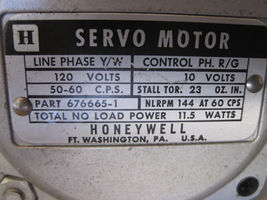 H SERVO MOTOR
LINE PHASE Y/W CONTROL PH. R/G
120 VOLTS 10 VOLTS
50-60 C.P.S. STALL TOR. 23 OZ. IN.
PART 676665-1 NLRPM 144 AT 60 CPS
TOTAL NO LOAD POWER 11.5 WATTS
HONEYWELL
FT. WASHINGTON, PA. U.S.A.